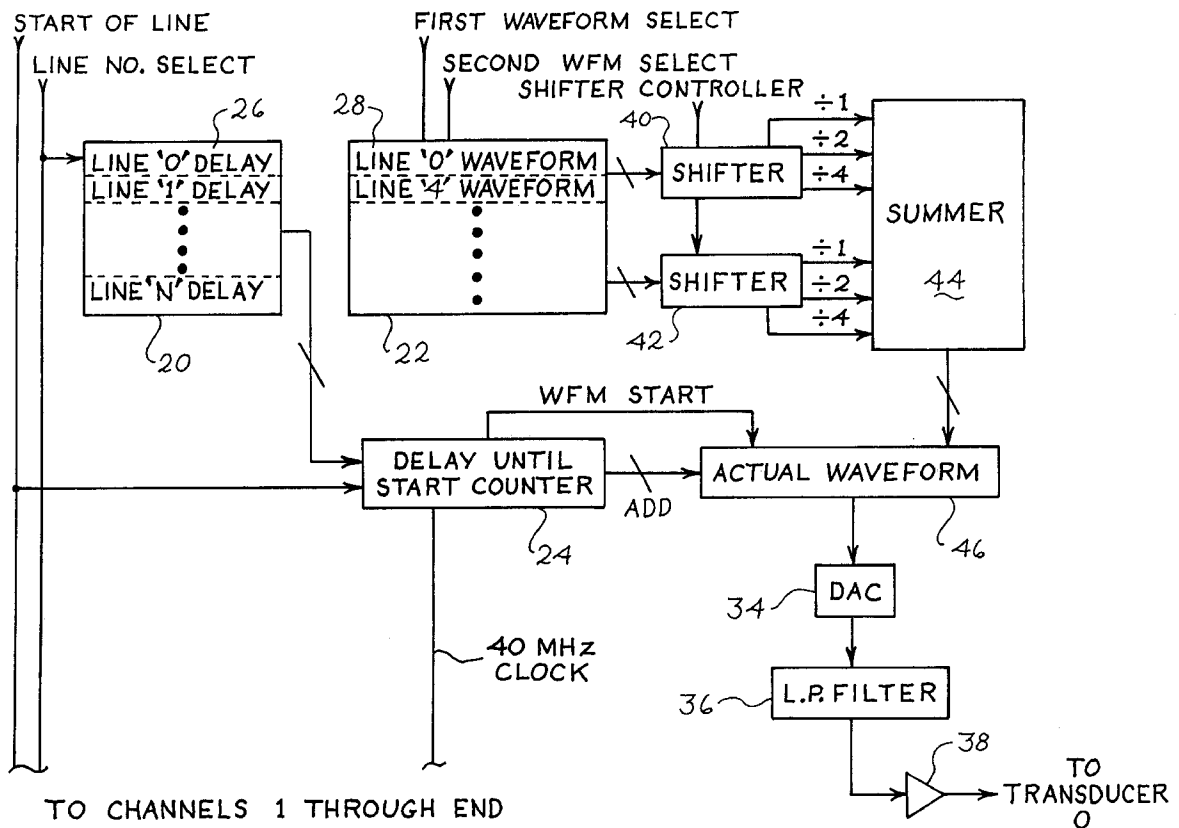 START OF LINE
FIRST WAVEFORM SELECT
LINE NO. SELECT
SECOND WFM SELECT
SHIFTER CONTROLLER
26
28
40
÷1
÷2
÷4
LINE '0' DELAY
LINE '1' DELAY
LINE 'N' DELAY
20
LINE '0' WAVEFORM
LINE '4' WAVEFORM
22
SHIFTER
SHIFTER
42
÷1
÷2
÷4
SUMMER
44
WFM START
DELAY UNTIL
START COUNTER
24
ADD
ACTUAL WAVEFORM
46
34
DAC
40 MHz
CLOCK
36
L.P. FILTER
38
TO
TRANSDUCER
0
TO CHANNELS 1 THROUGH END